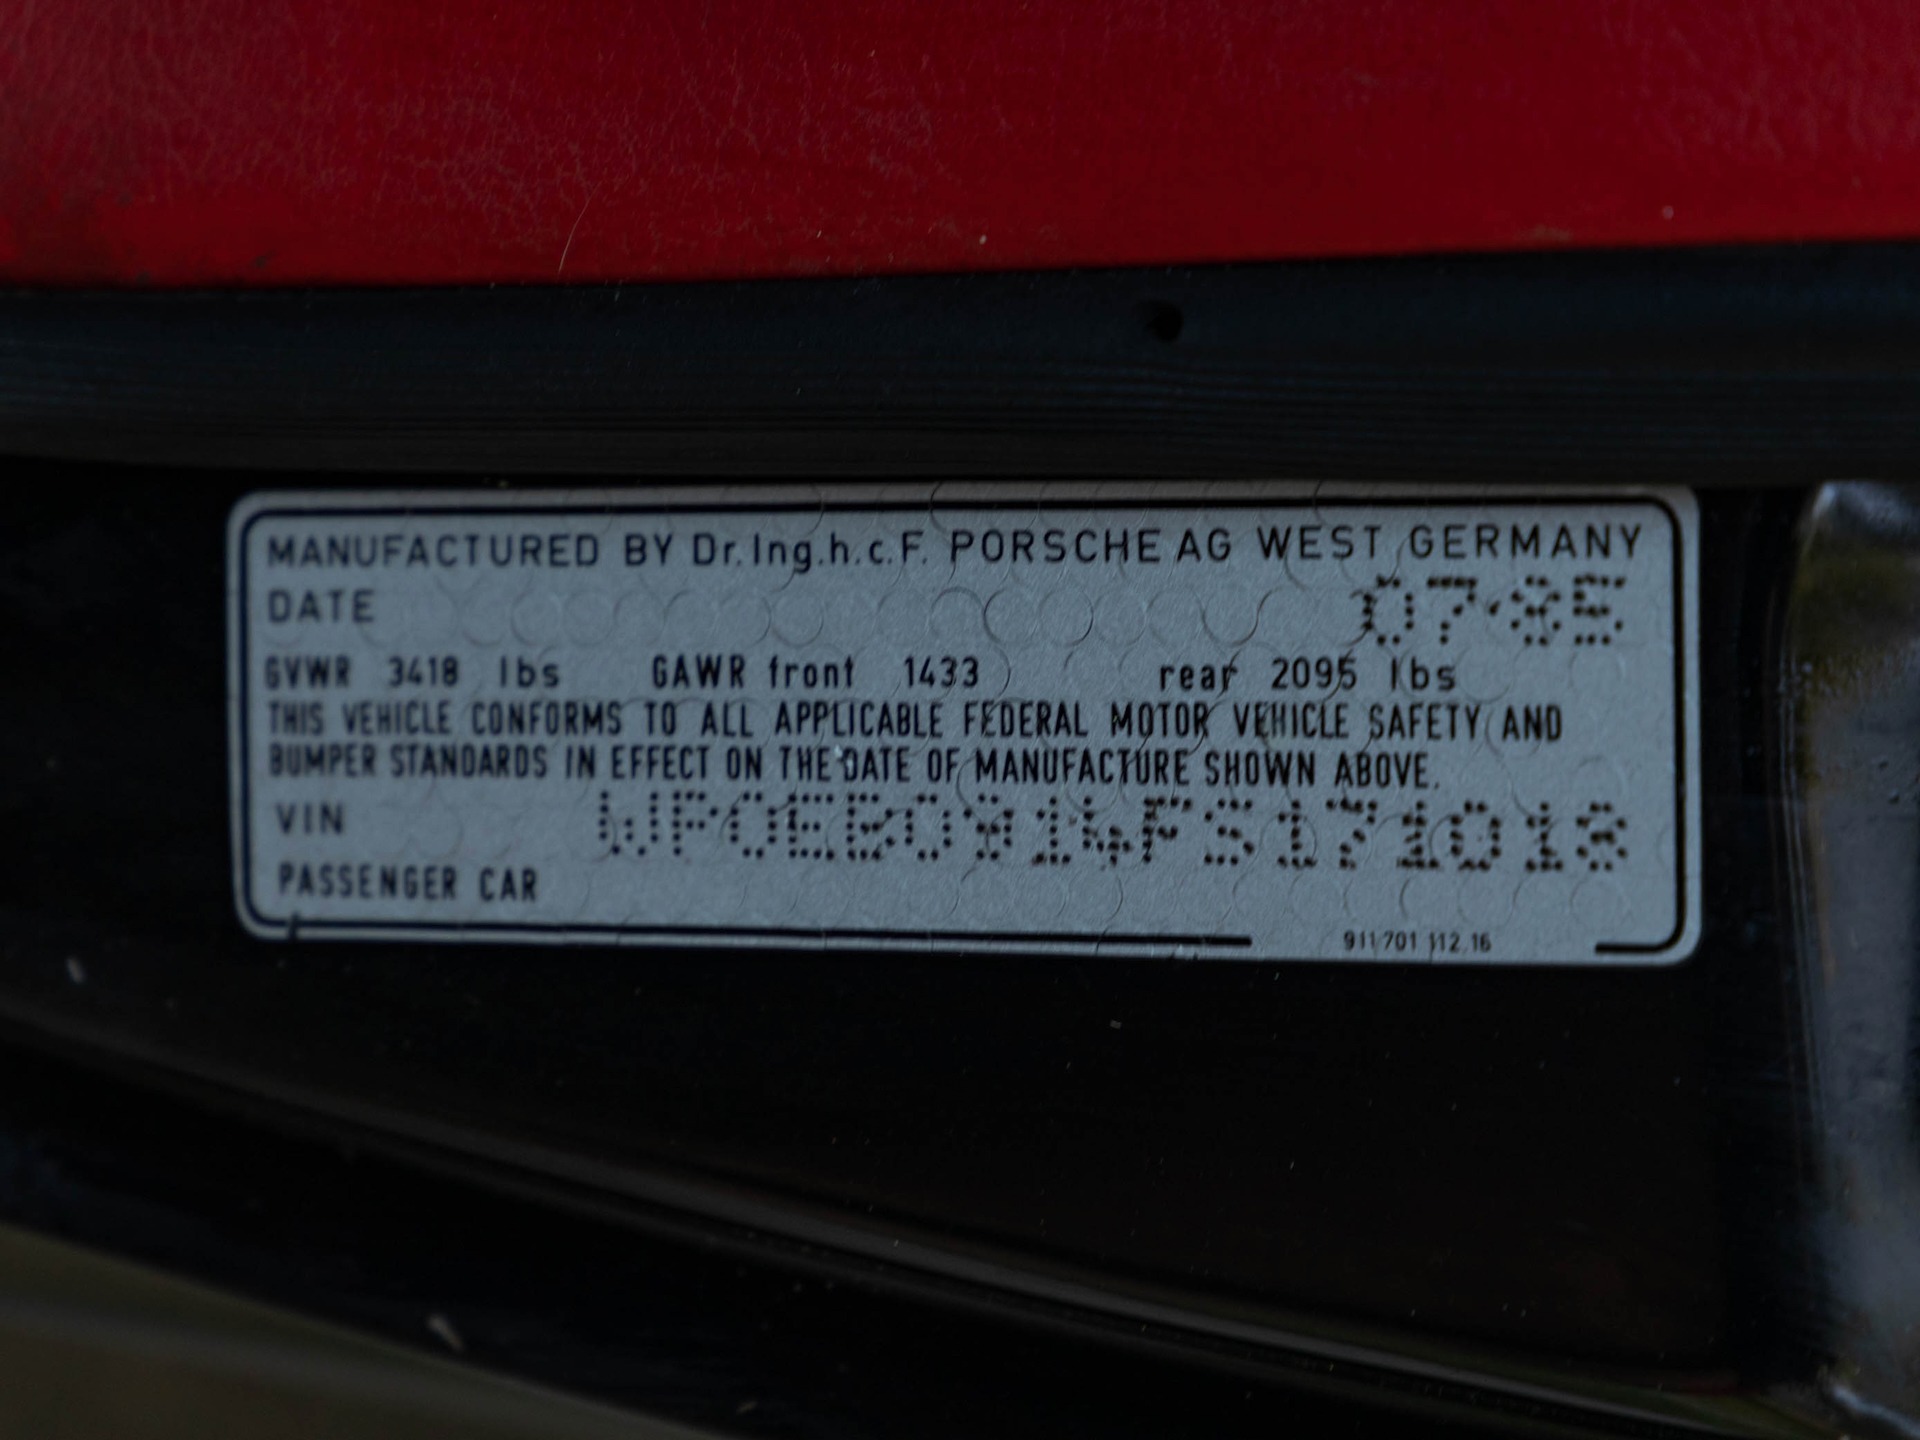 MANUFACTURED BY Dr.Ing.h.c.F. PORSCHE AG WEST GERMANY
DATE 07·85
GVWR 3418 lbs GAWR front 1433 rear 2095 lbs
THIS VEHICLE CONFORMS TO ALL APPLICABLE FEDERAL MOTOR VEHICLE SAFETY AND
BUMPER STANDARDS IN EFFECT ON THE DATE OF MANUFACTURE SHOWN ABOVE.
VIN WP0EB0914FS171018
PASSENGER CAR
911 701 112.16